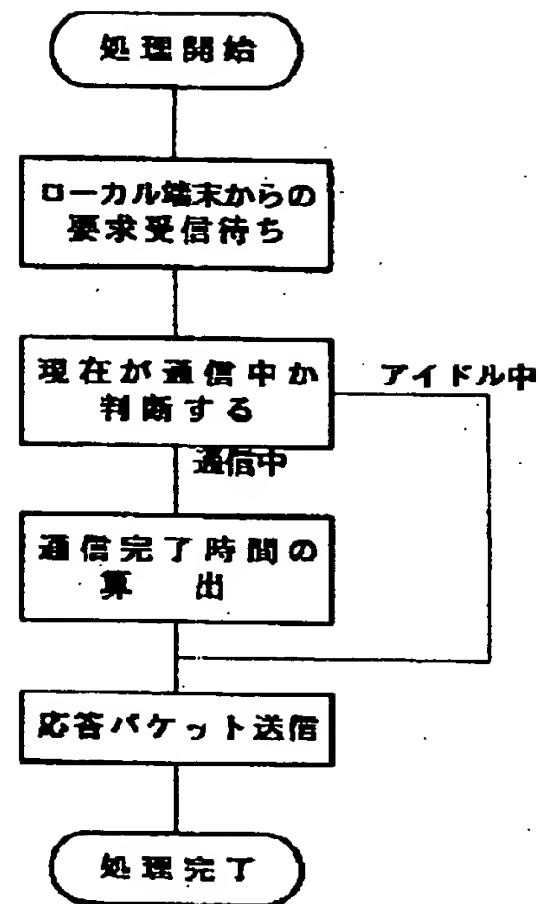 処理開始
ローカル端末からの
要求受信待ち
現在が通信中か
判断する
アイドル中
通信中
通信完了時間の
算出
応答パケット送信
処理完了